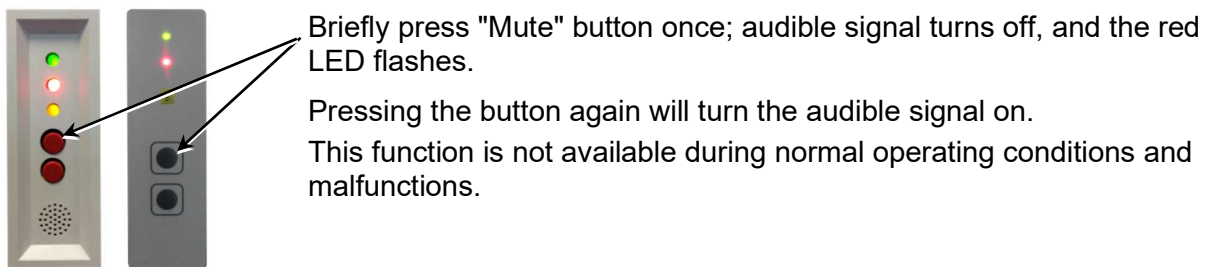 Briefly press "Mute" button once; audible signal turns off, and the red
LED flashes.
Pressing the button again will turn the audible signal on.
This function is not available during normal operating conditions and
malfunctions.